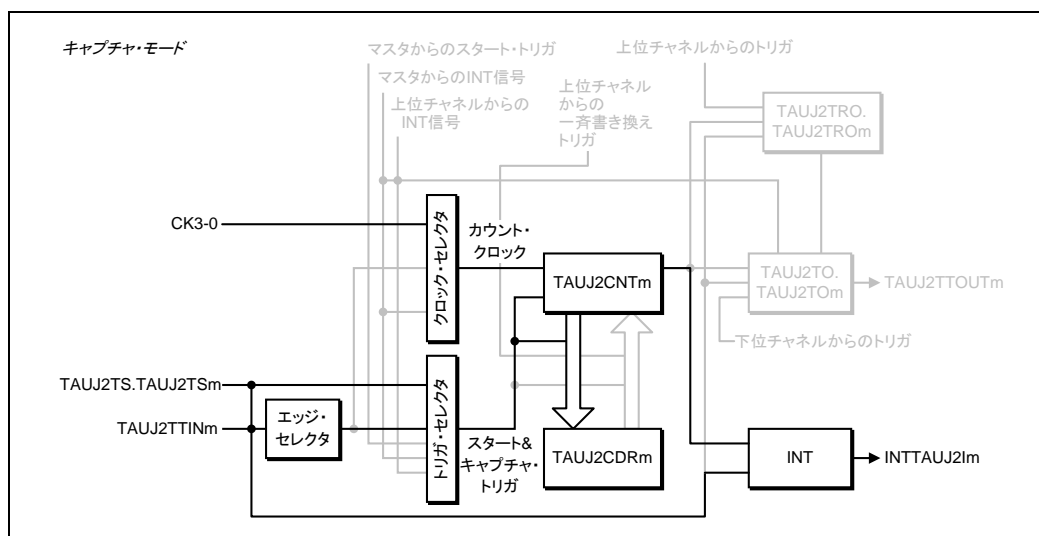 キャプチャ・モード
マスタからのスタート・トリガ
マスタからのINT信号
上位チャネルからの
INT信号
上位チャネル
からの
一斉書き換え
トリガ
上位チャネルからのトリガ
TAUJ2TRO.
TAUJ2TROm
CK3-0
クロック・セレクタ
カウント・
クロック
TAUJ2CNTm
TAUJ2TO.
TAUJ2TOm
TAUJ2TTOUTm
下位チャネルからのトリガ
TAUJ2TS.TAUJ2TSm
TAUJ2TTINm
エッジ・
セレクタ
トリガ・セレクタ
スタート&
キャプチャ・
トリガ
TAUJ2CDRm
INT
INTTAUJ2Im